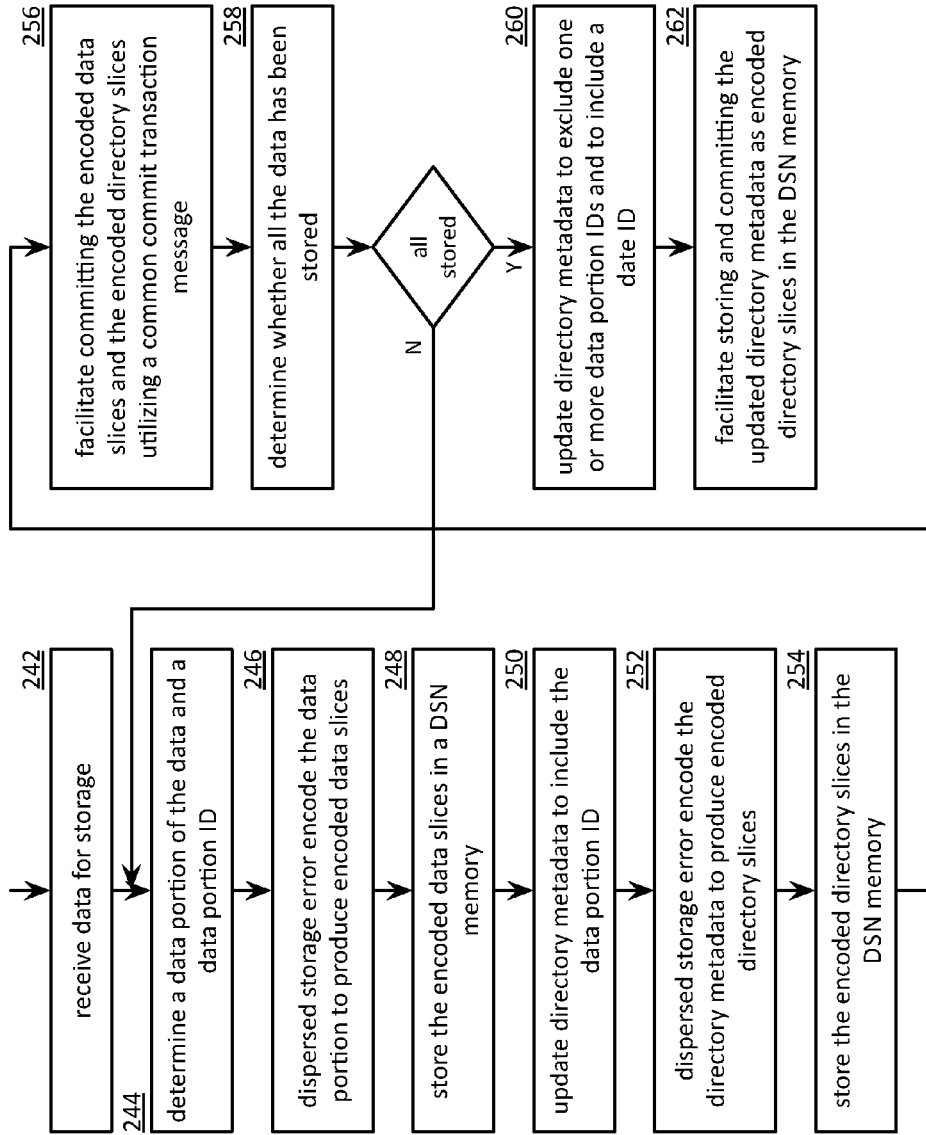 242
receive data for storage
244
determine a data portion of the data and a
data portion ID
246
dispersed storage error encode the data
portion to produce encoded data slices
248
store the encoded data slices in a DSN
memory
250
update directory metadata to include the
data portion ID
252
dispersed storage error encode the
directory metadata to produce encoded
directory slices
254
store the encoded directory slices in the
DSN memory
256
facilitate committing the encoded data
slices and the encoded directory slices
utilizing a common commit transaction
message
258
determine whether all the data has been
stored
all
stored
N
Y
260
update directory metadata to exclude one
or more data portion IDs and to include a
date ID
262
facilitate storing and committing the
updated directory metadata as encoded
directory slices in the DSN memory